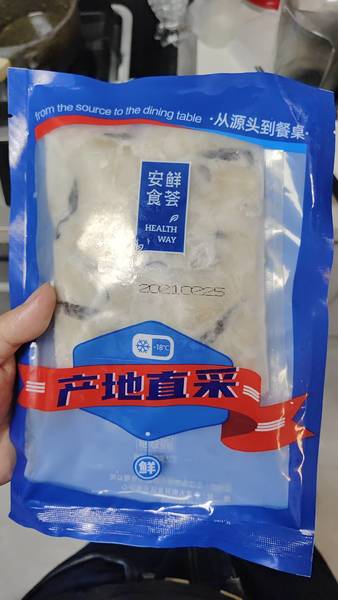 from the source to the dining table
·从源头到餐桌·
安鲜
食荟
HEALTH
WAY
20210225
-18℃
产地直采
鲜